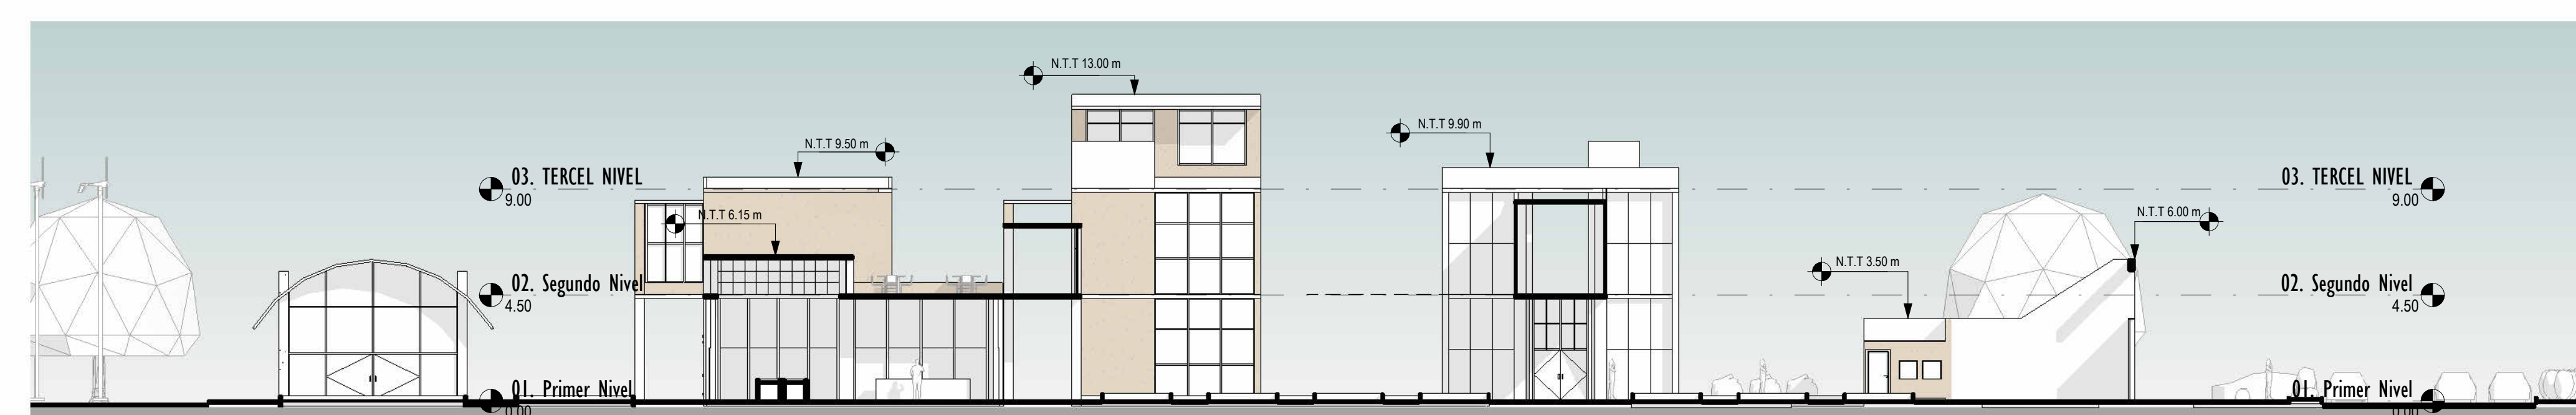 N.T.T 13.00 m
N.T.T 9.90 m
N.T.T 9.50 m
03. TERCEL NIVEL
9.00
03. TERCEL NIVEL
9.00
N.T.T 6.15 m
N.T.T 6.00 m
N.T.T 3.50 m
02. Segundo Nivel
4.50
02. Segundo Nivel
4.50
01. Primer Nivel
0.00
01. Primer Nivel
0.00